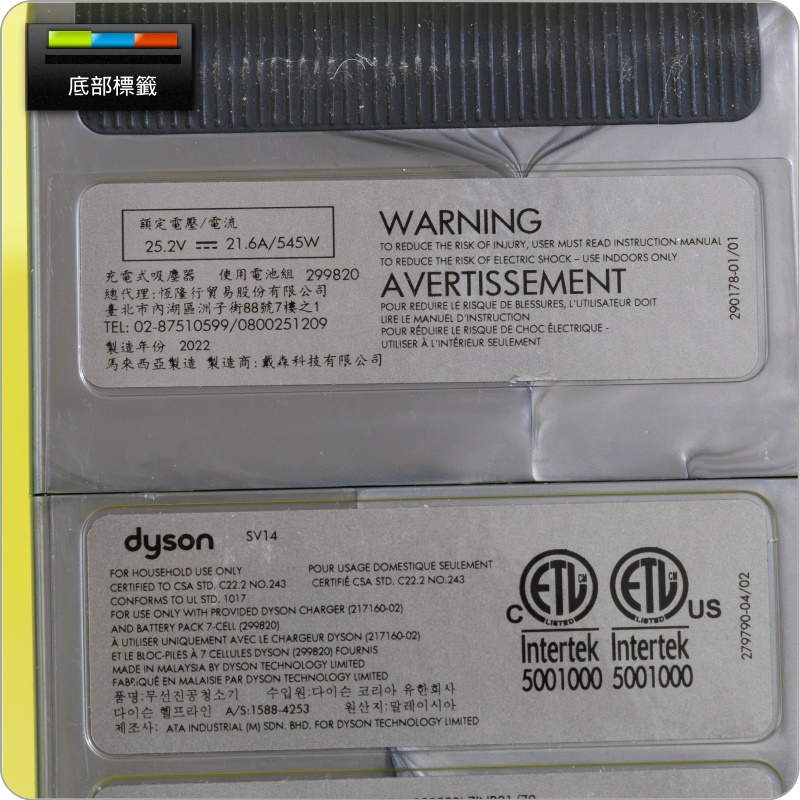 底部標籤
額定電壓/電流
25.2V ⎓ 21.6A/545W
充電式吸塵器 使用電池組 299820
總代理:恆隆行貿易股份有限公司
臺北市內湖區洲子街88號7樓之1
TEL: 02-87510599/0800251209
製造年份 2022
馬來西亞製造 製造商:戴森科技有限公司
WARNING
TO REDUCE THE RISK OF INJURY, USER MUST READ INSTRUCTION MANUAL
TO REDUCE THE RISK OF ELECTRIC SHOCK – USE INDOORS ONLY
AVERTISSEMENT
POUR REDUIRE LE RISQUE DE BLESSURES, L'UTILISATEUR DOIT
LIRE LE MANUEL D'INSTRUCTION
POUR RÉDUIRE LE RISQUE DE CHOC ÉLECTRIQUE -
UTILISER À L'INTÉRIEUR SEULEMENT
290178-01/01
dyson SV14
FOR HOUSEHOLD USE ONLY POUR USAGE DOMESTIQUE SEULEMENT
CERTIFIED TO CSA STD. C22.2 NO.243 CERTIFIÉ CSA STD. C22.2 NO.243
CONFORMS TO UL STD. 1017
FOR USE ONLY WITH PROVIDED DYSON CHARGER (217160-02)
AND BATTERY PACK 7-CELL (299820)
À UTILISER UNIQUEMENT AVEC LE CHARGEUR DYSON (217160-02)
ET LE BLOC-PILES À 7 CELLULES DYSON (299820) FOURNIS
MADE IN MALAYSIA BY DYSON TECHNOLOGY LIMITED
FABRIQUÉ EN MALAISIE PAR DYSON TECHNOLOGY LIMITED
품명:무선진공청소기 수입원:다이슨 코리아 유한회사
다이슨 헬프라인 A/S:1588-4253 원산지:말레이시아
제조사: ATA INDUSTRIAL (M) SDN. BHD. FOR DYSON TECHNOLOGY LIMITED
C ETL CM LISTED ETL CM LISTED US
Intertek Intertek
5001000 5001000
279790-04/02